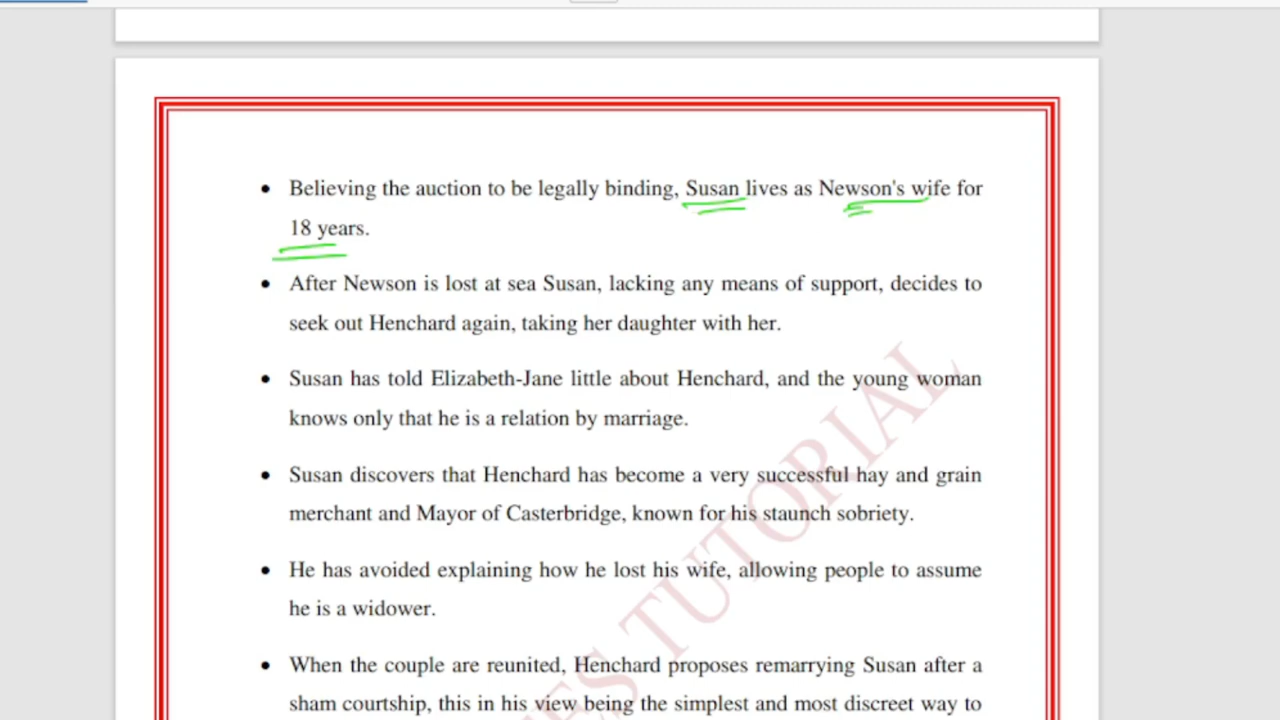 • Believing the auction to be legally binding, Susan lives as Newson's wife for
18 years.
• After Newson is lost at sea Susan, lacking any means of support, decides to
seek out Henchard again, taking her daughter with her.
• Susan has told Elizabeth-Jane little about Henchard, and the young woman
knows only that he is a relation by marriage.
• Susan discovers that Henchard has become a very successful hay and grain
merchant and Mayor of Casterbridge, known for his staunch sobriety.
• He has avoided explaining how he lost his wife, allowing people to assume
he is a widower.
• When the couple are reunited, Henchard proposes remarrying Susan after a
sham courtship, this in his view being the simplest and most discreet way to
TUTORIAL